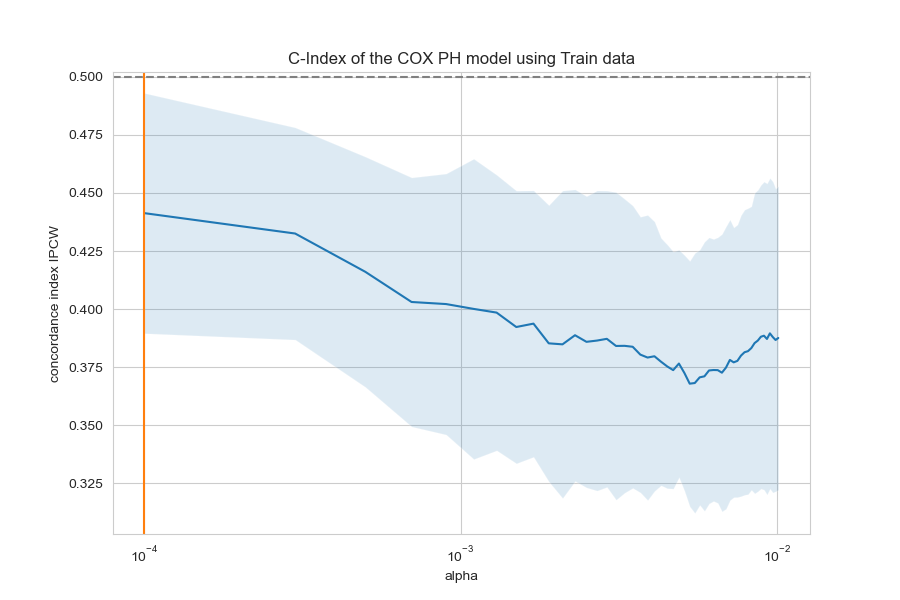 C-Index of the COX PH model using Train data
concordance index IPCW
0.500
0.475
0.450
0.425
0.400
0.375
0.350
0.325
10⁻⁴ 10⁻³ 10⁻²
alpha